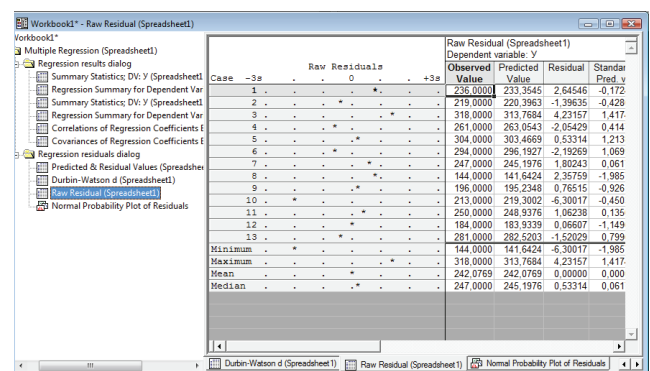 Workbook1* - Raw Residual (Spreadsheet1)
Vorkbook1*
Multiple Regression (Spreadsheet1)
Regression results dialog
Summary Statistics; DV: У (Spreadsheet1
Regression Summary for Dependent Var
Summary Statistics; DV: У (Spreadsheet1
Regression Summary for Dependent Var
Correlations of Regression Coefficients E
Covariances of Regression Coefficients E
Regression residuals dialog
Predicted & Residual Values (Spreadshee
Durbin-Watson d (Spreadsheet1)
Raw Residual (Spreadsheet1)
Normal Probability Plot of Residuals
Raw Residual (Spreadsheet1)
Dependent variable: У
Raw Residuals Observed Predicted Residual Standar
Case -3s . . 0 . . +3s Value Value Pred. v
1 . . . *. . 236,0000 233,3545 2,64546 -0,172
2 . . * . . . . 219,0000 220,3963 -1,39635 -0,428
3 . . . . * . 318,0000 313,7684 4,23157 1,417
4 . . . * . . . . 261,0000 263,0543 -2,05429 0,414
5 . . . .* . . . 304,0000 303,4669 0,53314 1,213
6 . . . * . . . . 294,0000 296,1927 -2,19269 1,069
7 . . . . * . . . 247,0000 245,1976 1,80243 0,061
8 . . . . *. . . 144,0000 141,6424 2,35759 -1,985
9 . . . .* . . . 196,0000 195,2348 0,76515 -0,926
10 . * . . . . . 213,0000 219,3002 -6,30017 -0,450
11 . . . . * . . . 250,0000 248,9376 1,06238 0,135
12 . . . * . . . 184,0000 183,9339 0,06607 -1,149
13 . . . * . . . . 281,0000 282,5203 -1,52029 0,799
Minimum . * . . . . . 144,0000 141,6424 -6,30017 -1,985
Maximum . . . . . * . 318,0000 313,7684 4,23157 1,417
Mean . . . * . . . 242,0769 242,0769 0,00000 0,000
Median . . . .* . . . 247,0000 245,1976 0,53314 0,061
Durbin-Watson d (Spreadsheet1) Raw Residual (Spreadsheet1) Normal Probability Plot of Residuals